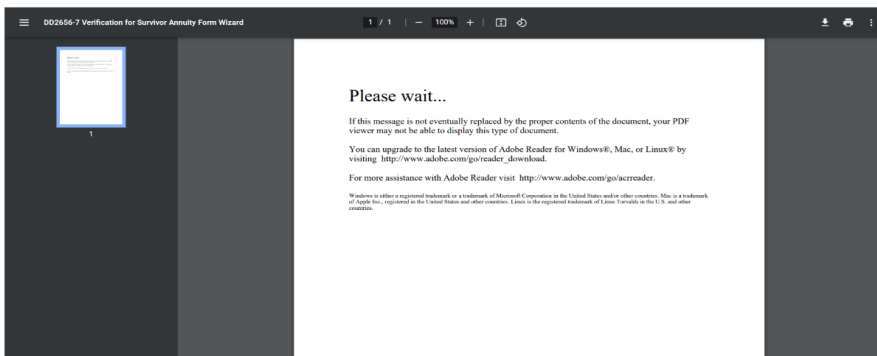 DD2656-7 Verification for Survivor Annuity Form Wizard
1 / 1
100%
1
Please wait...
If this message is not eventually replaced by the proper contents of the document, your PDF
viewer may not be able to display this type of document.
You can upgrade to the latest version of Adobe Reader for Windows®, Mac, or Linux® by
visiting http://www.adobe.com/go/reader_download.
For more assistance with Adobe Reader visit http://www.adobe.com/go/acrreader.
Windows is either a registered trademark or a trademark of Microsoft Corporation in the United States and/or other countries. Mac is a trademark
of Apple Inc., registered in the United States and other countries. Linux is the registered trademark of Linus Torvalds in the U.S. and other
countries.